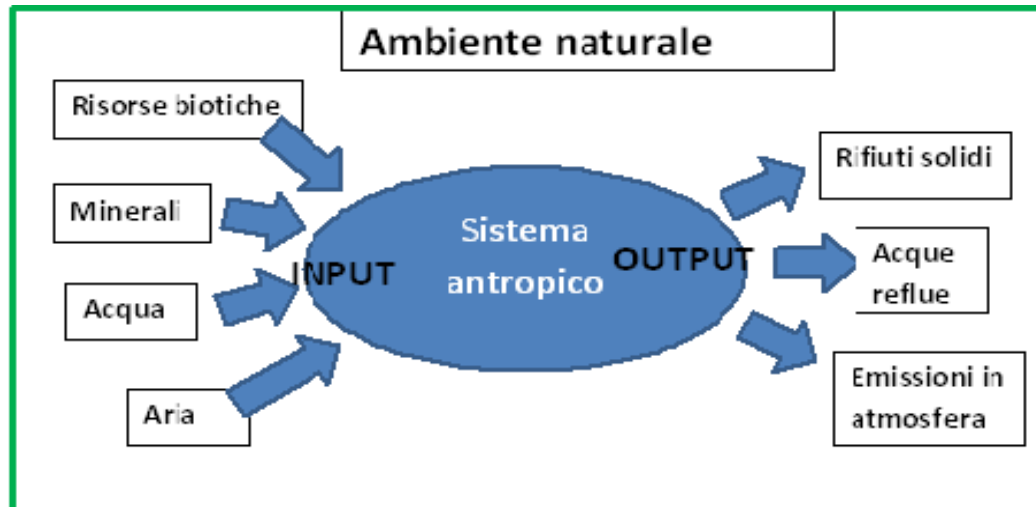 Ambiente naturale
Risorse biotiche
Minerali
Acqua
Aria
INPUT
Sistema
antropico
OUTPUT
Rifiuti solidi
Acque
reflue
Emissioni in
atmosfera